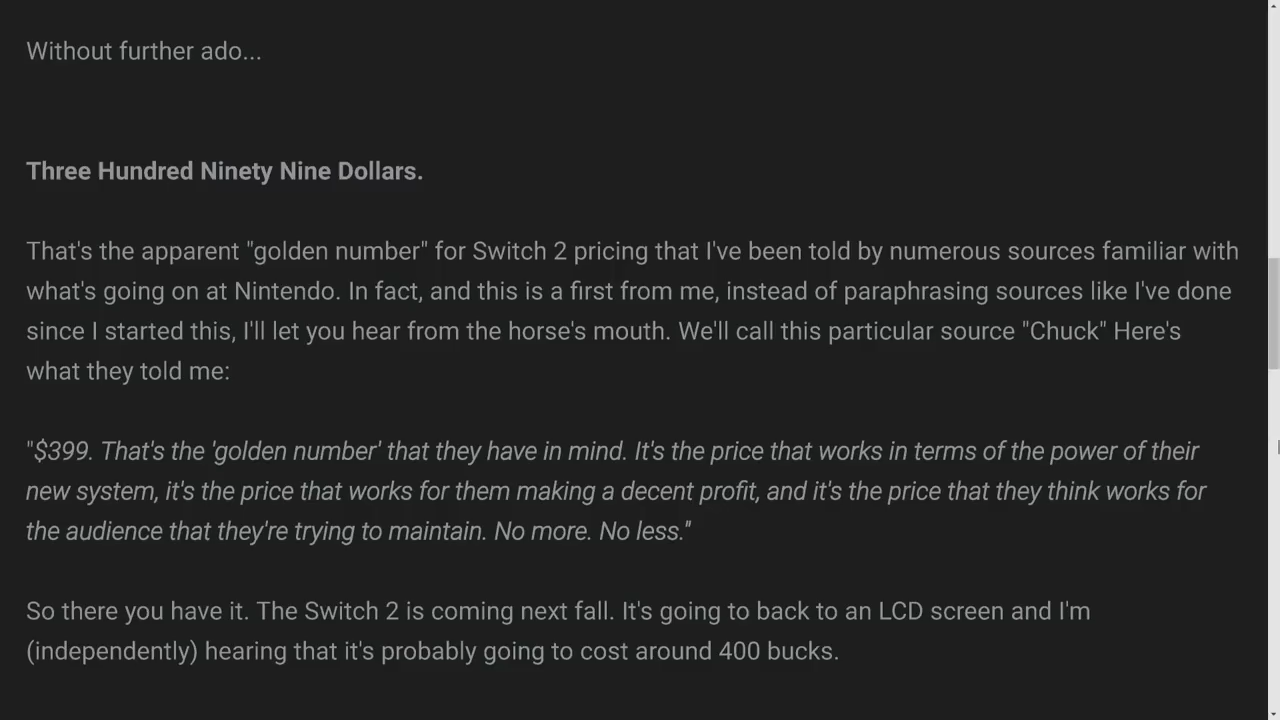 Without further ado...
Three Hundred Ninety Nine Dollars.
That's the apparent "golden number" for Switch 2 pricing that I've been told by numerous sources familiar with
what's going on at Nintendo. In fact, and this is a first from me, instead of paraphrasing sources like I've done
since I started this, I'll let you hear from the horse's mouth. We'll call this particular source "Chuck" Here's
what they told me:
"$399. That's the 'golden number' that they have in mind. It's the price that works in terms of the power of their
new system, it's the price that works for them making a decent profit, and it's the price that they think works for
the audience that they're trying to maintain. No more. No less."
So there you have it. The Switch 2 is coming next fall. It's going to back to an LCD screen and I'm
(independently) hearing that it's probably going to cost around 400 bucks.